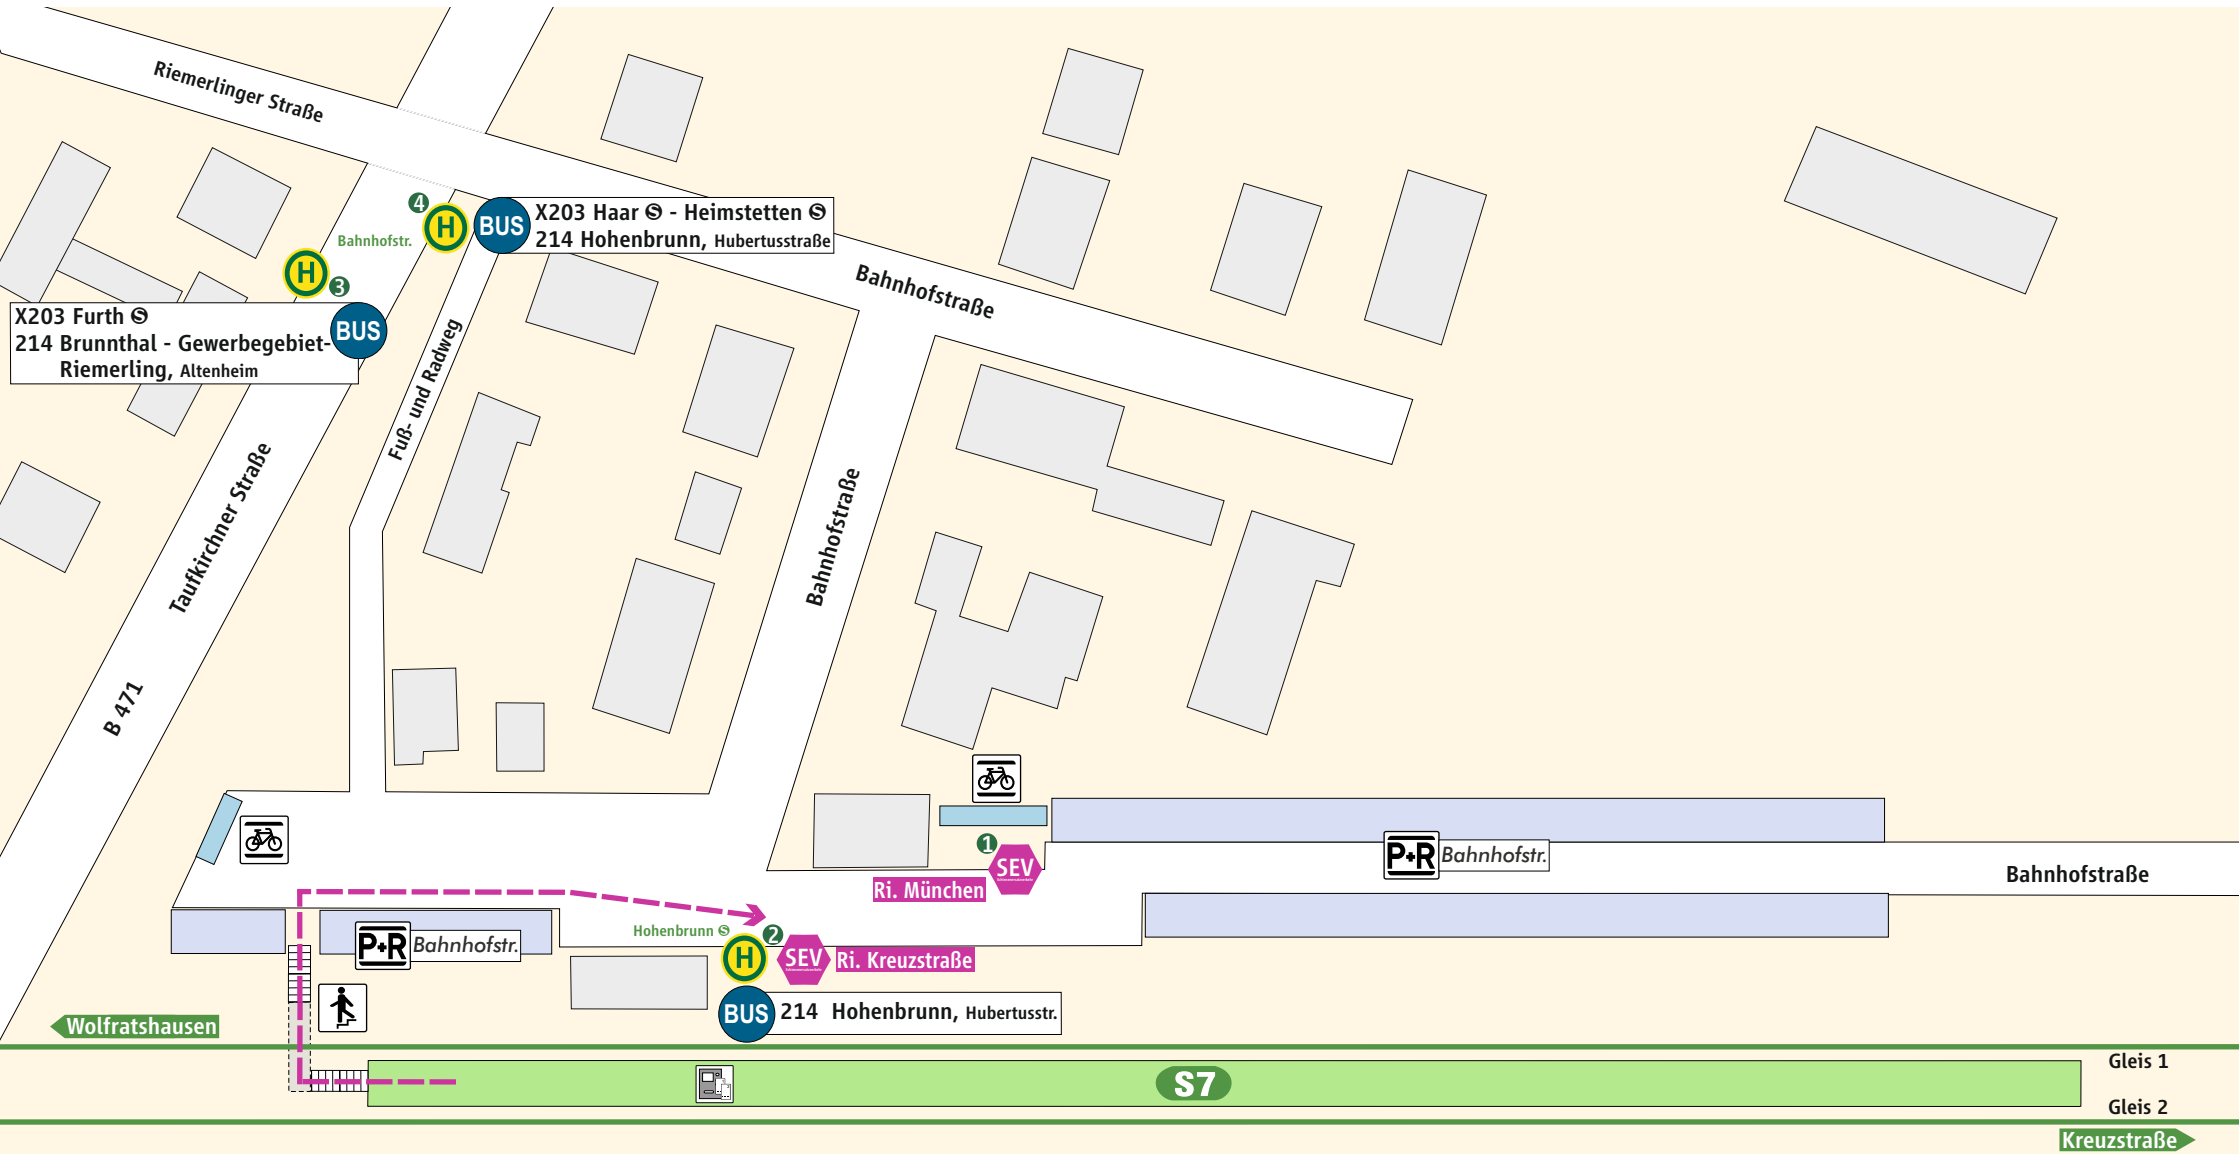 Riemerlinger Straße
4
H
BUS
X203 Haar S - Heimstetten S
214 Hohenbrunn, Hubertusstraße
Bahnhofstr.
H
3
X203 Furth S
214 Brunnthal - Gewerbegebiet-
Riemerling, Altenheim
BUS
Bahnhofstraße
Fuß- und Radweg
Taufkirchner Straße
Bahnhofstraße
B 471
1
SEV
Ri. München
P+R Bahnhofstr.
Bahnhofstraße
P+R Bahnhofstr.
Hohenbrunn S
2
H
SEV
Ri. Kreuzstraße
BUS
214 Hohenbrunn, Hubertusstr.
Wolfratshausen
Gleis 1
S7
Gleis 2
Kreuzstraße